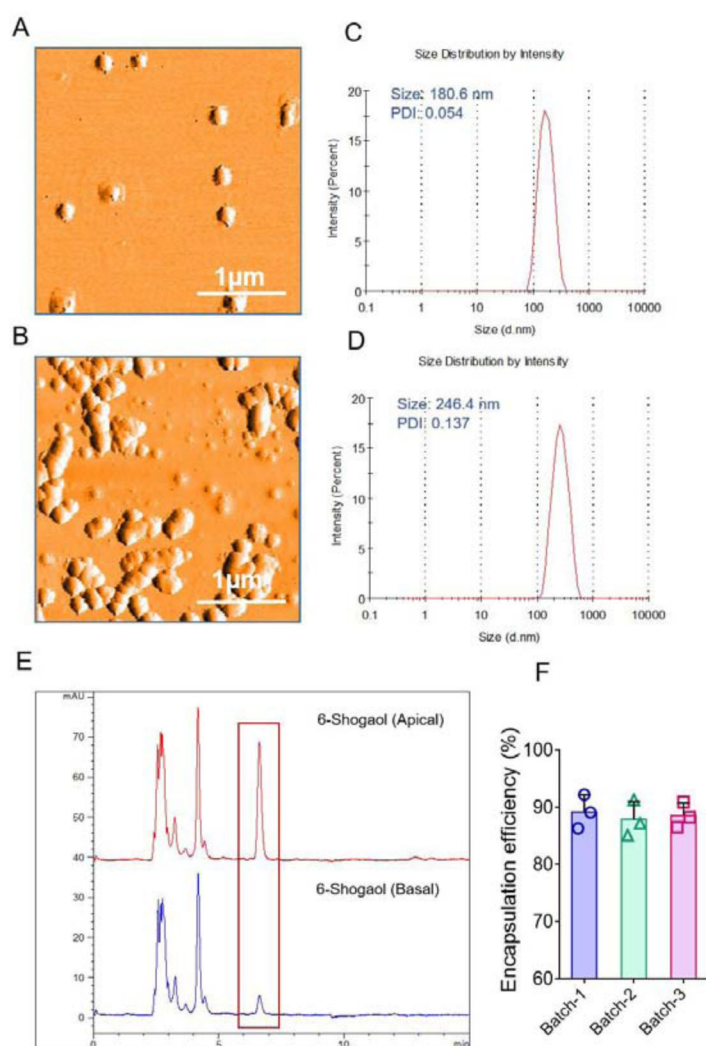 A
1µm
C
Size Distribution by Intensity
Size: 180.6 nm
PDI: 0.054
Intensity (Percent)
20
15
10
5
0
0.1 1 10 100 1000 10000
Size (d.nm)
B
1µm
D
Size Distribution by Intensity
Size: 246.4 nm
PDI: 0.137
Intensity (Percent)
20
15
10
5
0
0.1 1 10 100 1000 10000
Size (d.nm)
E
mAU
6-Shogaol (Apical)
70
60
50
40
6-Shogaol (Basal)
30
20
10
0
0 10 min
F
Encapsulation efficiency (%)
100
90
80
70
60
Batch-1 Batch-2 Batch-3